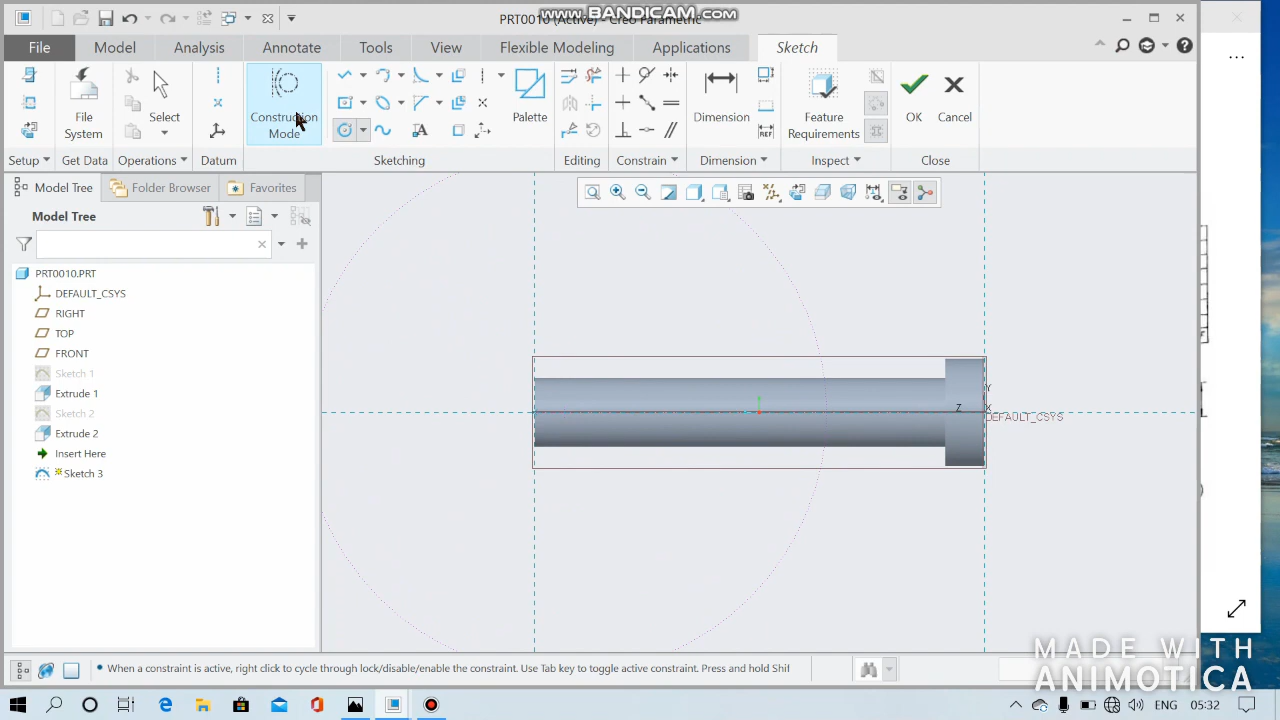 PRT0010 (Active) - Creo Parametric
www.BANDICAM.com
File
Model
Analysis
Annotate
Tools
View
Flexible Modeling
Applications
Sketch
File System
Select
Construction Mode
Palette
Dimension
Feature Requirements
OK
Cancel
Setup
Get Data
Operations
Datum
Sketching
Editing
Constrain
Dimension
Inspect
Close
Model Tree
Folder Browser
Favorites
Model Tree
PRT0010.PRT
DEFAULT_CSYS
RIGHT
TOP
FRONT
Sketch 1
Extrude 1
Sketch 2
Extrude 2
Insert Here
Sketch 3
Y
Z
X
DEFAULT_CSYS
When a constraint is active, right click to cycle through lock/disable/enable the constraint. Use Tab key to toggle active constraint. Press and hold Shif
MADE WITH
ANIMOTICA
ENG
05:32